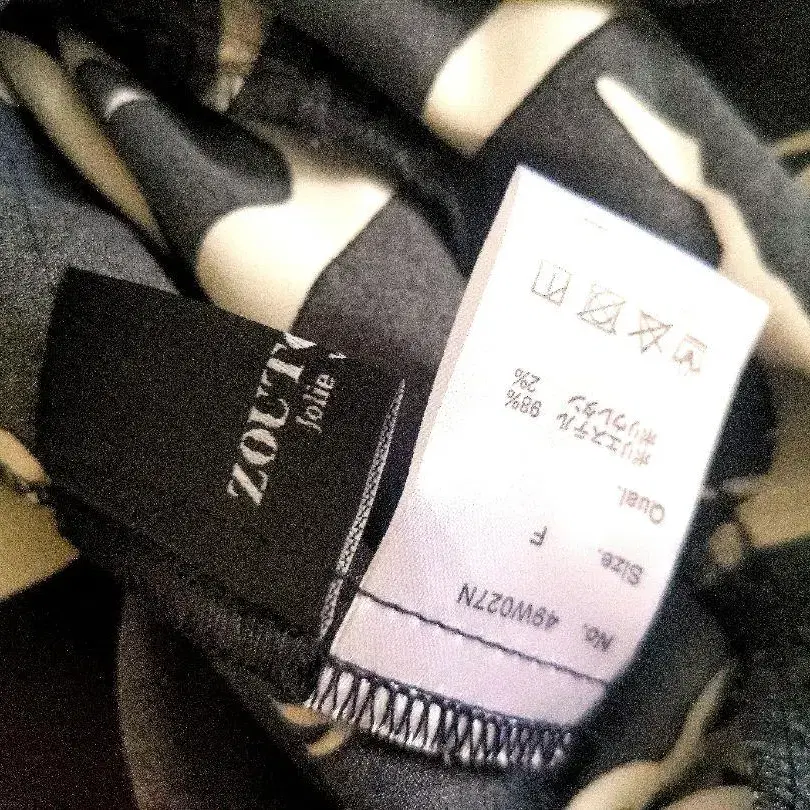 ZOUT
Jolie
No. 49W027N
Size. F
Qual.
ポリエステル 98%
ポリウレタン 2%